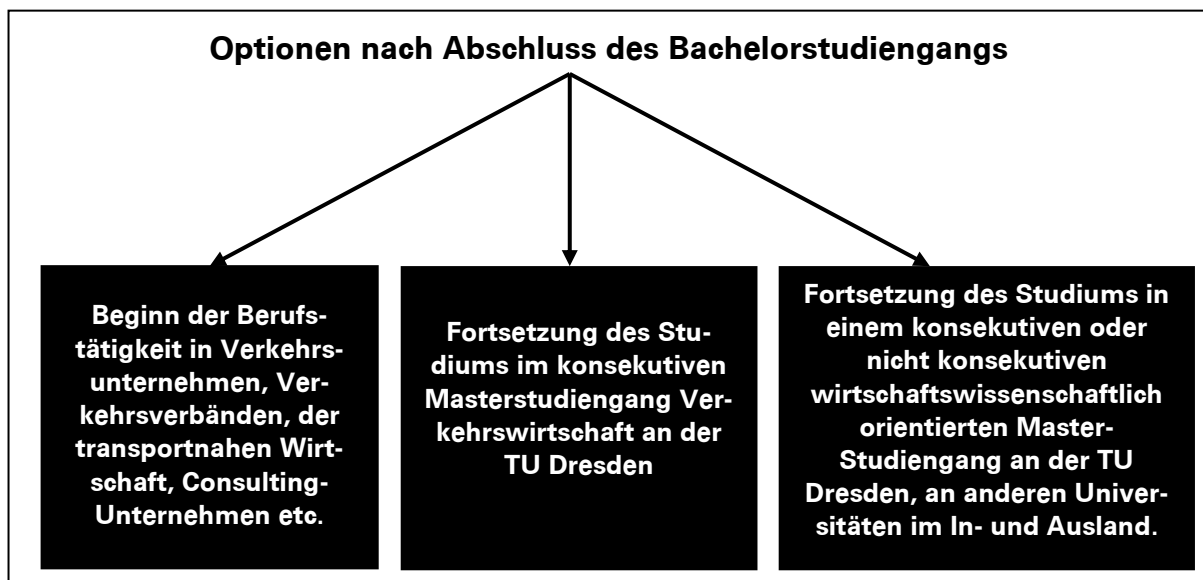 Optionen nach Abschluss des Bachelorstudiengangs
Beginn der Berufs-
tätigkeit in Verkehrs-
unternehmen, Ver-
kehrsverbänden, der
transportnahen Wirt-
schaft, Consulting-
Unternehmen etc.
Fortsetzung des Stu-
diums im konsekutiven
Masterstudiengang Ver-
kehrswirtschaft an der
TU Dresden
Fortsetzung des Studiums in
einem konsekutiven oder
nicht konsekutiven
wirtschaftswissenschaftlich
orientierten Master-
Studiengang an der TU
Dresden, an anderen Univer-
sitäten im In- und Ausland.